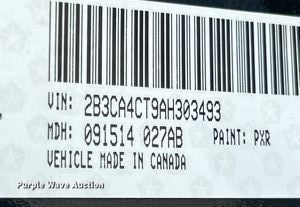 VIN: 2B3CA4CT9AH303493
MDH: 091514 027AB PAINT: PXR
VEHICLE MADE IN CANADA
Purple Wave Auction